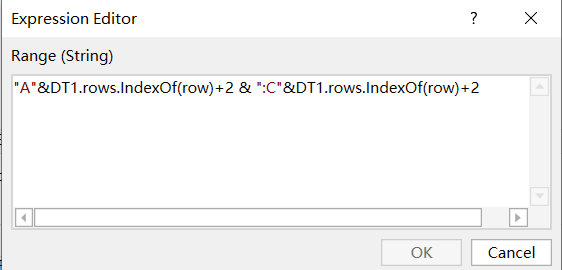 Expression Editor
?
Range (String)
"A"&DT1.rows.IndexOf(row)+2 & ":C"&DT1.rows.IndexOf(row)+2
OK
Cancel